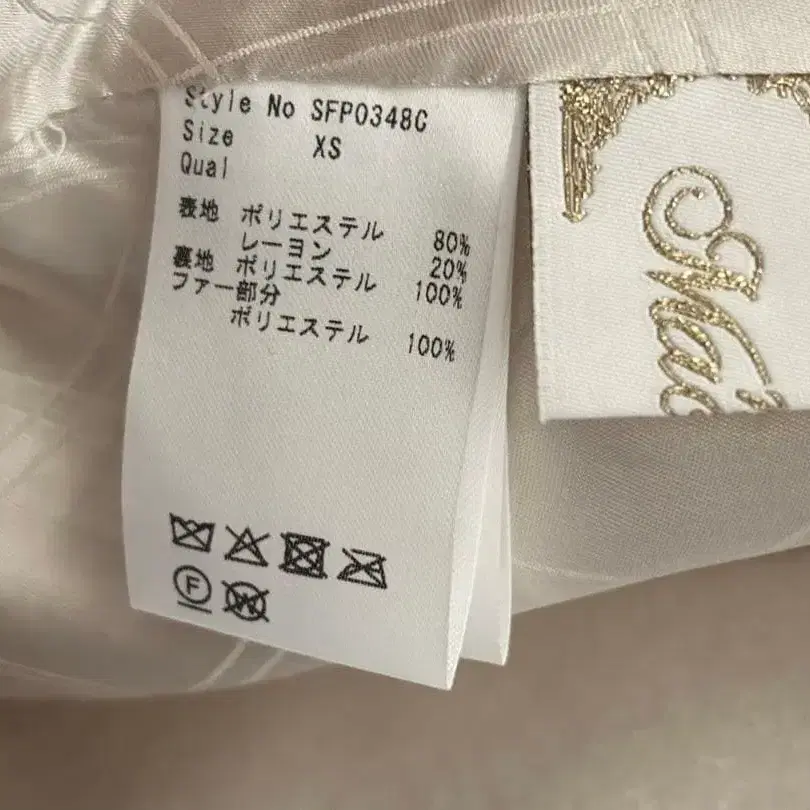 Style No SFP0348C
Size XS
Qual
表地 ポリエステル 80%
レーヨン 20%
裏地 ポリエステル 100%
ファー部分
ポリエステル 100%
F
W